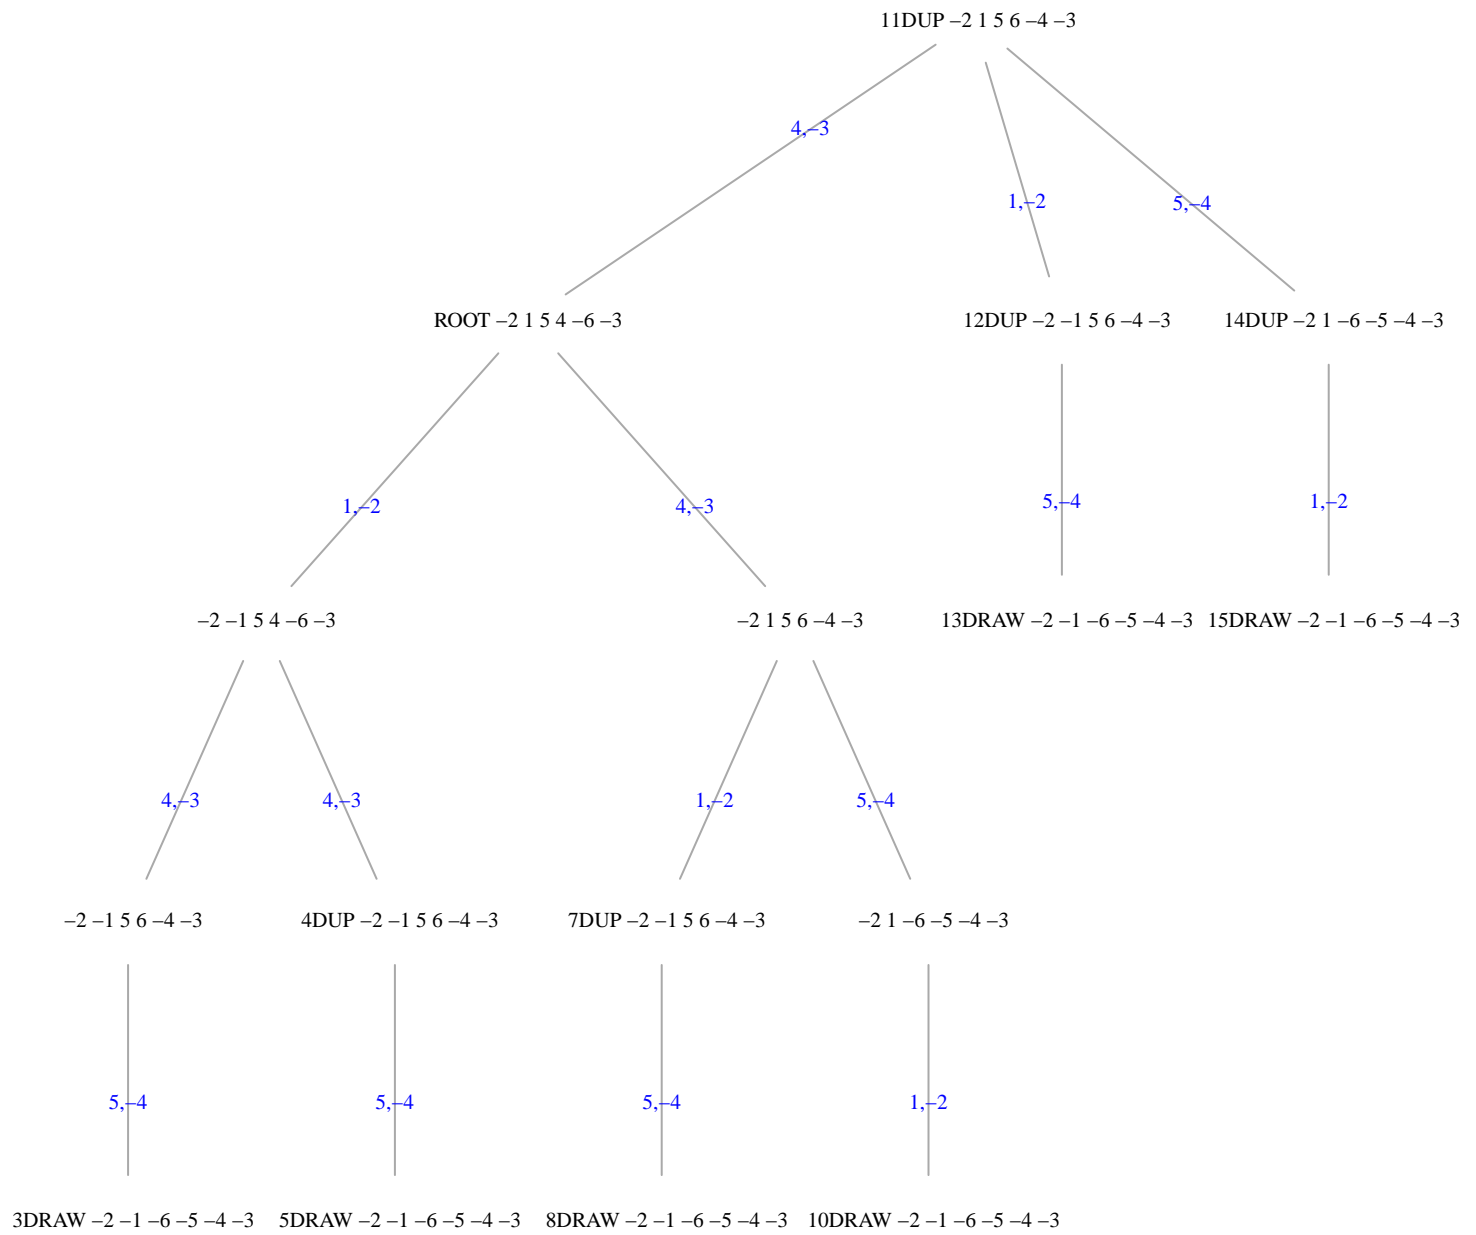 11DUP –2 1 5 6 –4 –3
4,–3
1,–2
5,–4
ROOT –2 1 5 4 –6 –3
12DUP –2 –1 5 6 –4 –3
14DUP –2 1 –6 –5 –4 –3
1,–2
4,–3
5,–4
1,–2
–2 –1 5 4 –6 –3
–2 1 5 6 –4 –3
13DRAW –2 –1 –6 –5 –4 –3
15DRAW –2 –1 –6 –5 –4 –3
4,–3
4,–3
1,–2
5,–4
–2 –1 5 6 –4 –3
4DUP –2 –1 5 6 –4 –3
7DUP –2 –1 5 6 –4 –3
–2 1 –6 –5 –4 –3
5,–4
5,–4
5,–4
1,–2
3DRAW –2 –1 –6 –5 –4 –3
5DRAW –2 –1 –6 –5 –4 –3
8DRAW –2 –1 –6 –5 –4 –3
10DRAW –2 –1 –6 –5 –4 –3